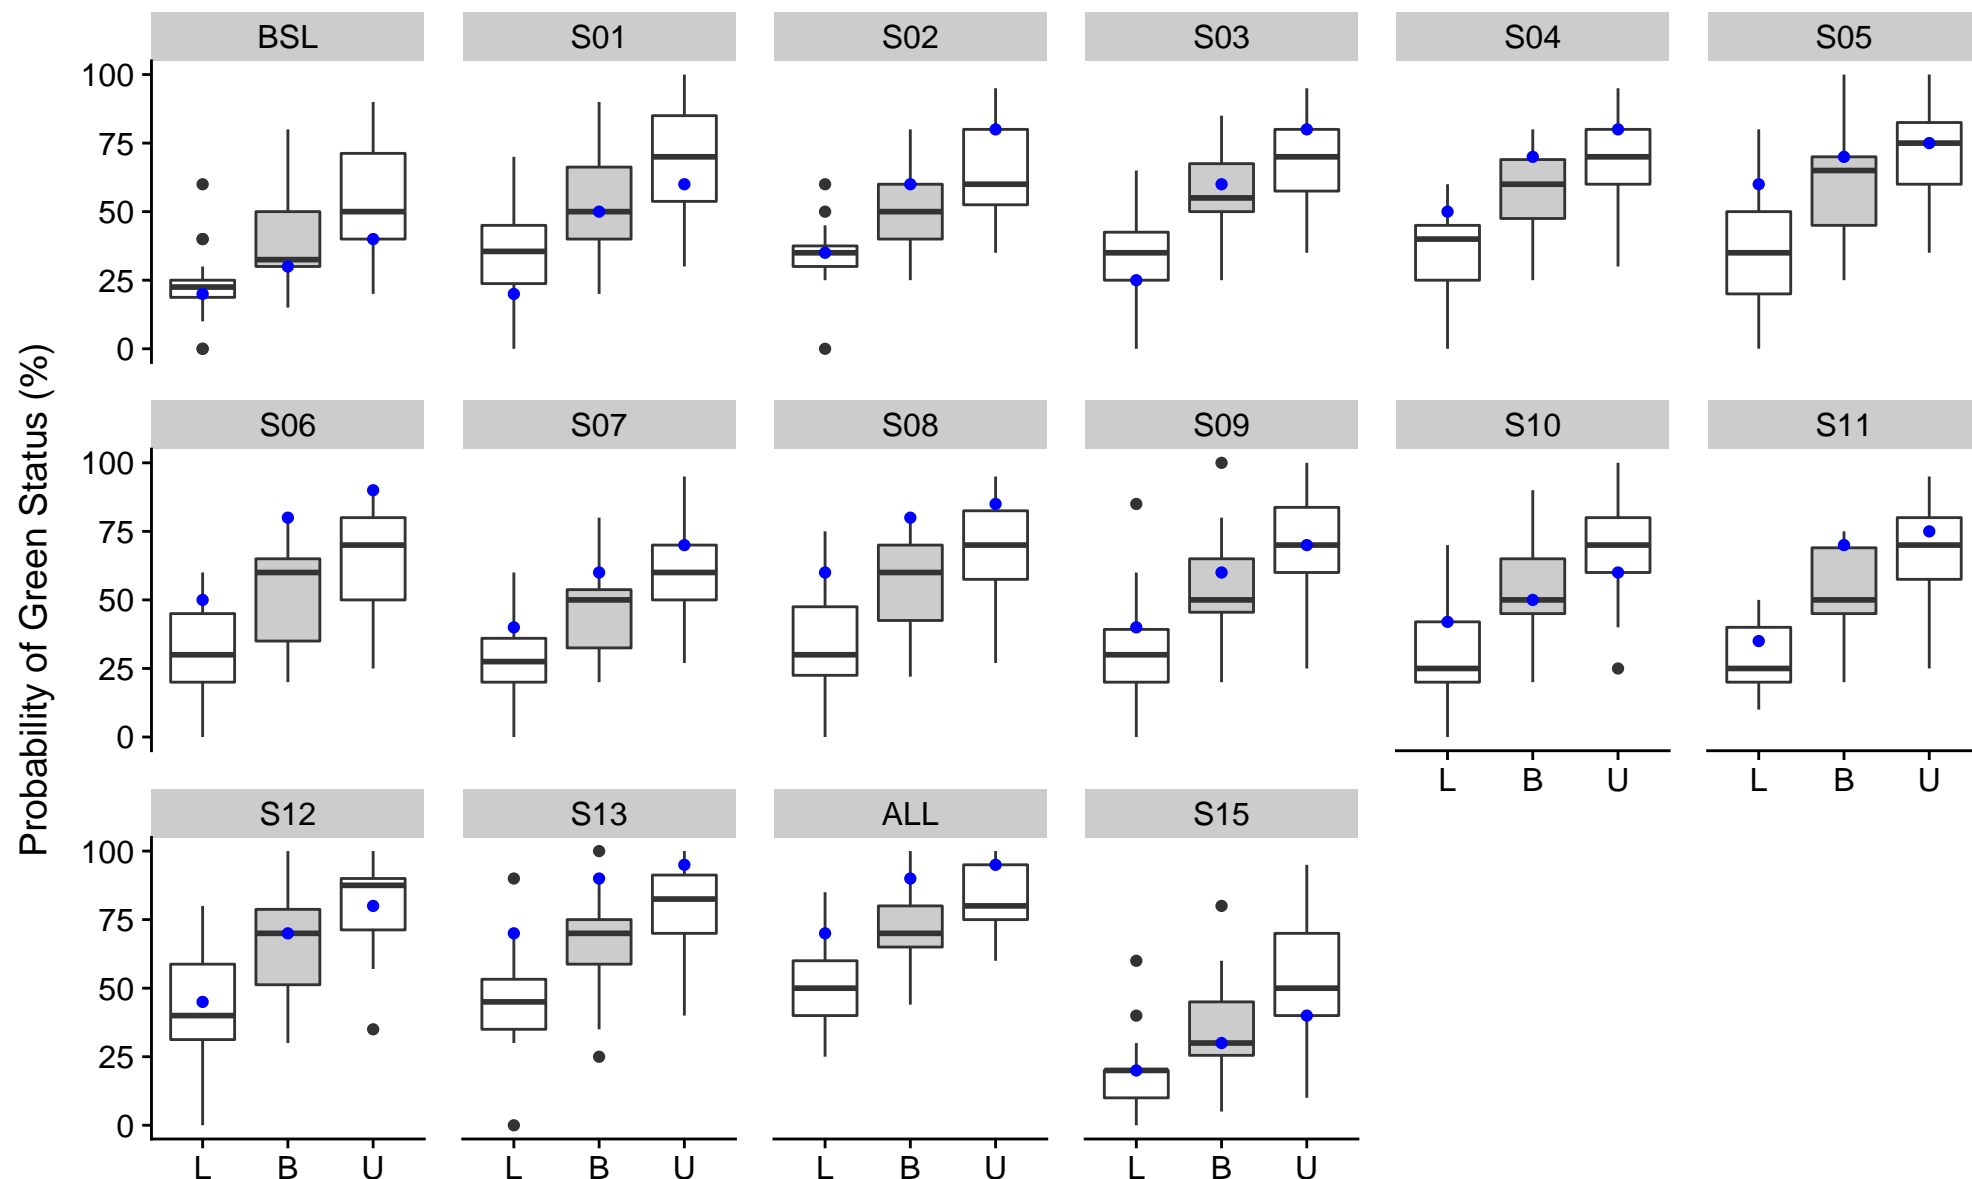 Probability of Green Status (%)
BSL S01 S02 S03 S04 S05
100
75
50
25
0
S06 S07 S08 S09 S10 S11
100
75
50
25
0
L B U L B U
S12 S13 ALL S15
100
75
50
25
0
L B U L B U L B U L B U